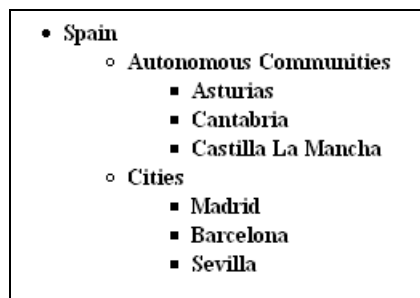 Spain
Autonomous Communities
Asturias
Cantabria
Castilla La Mancha
Cities
Madrid
Barcelona
Sevilla